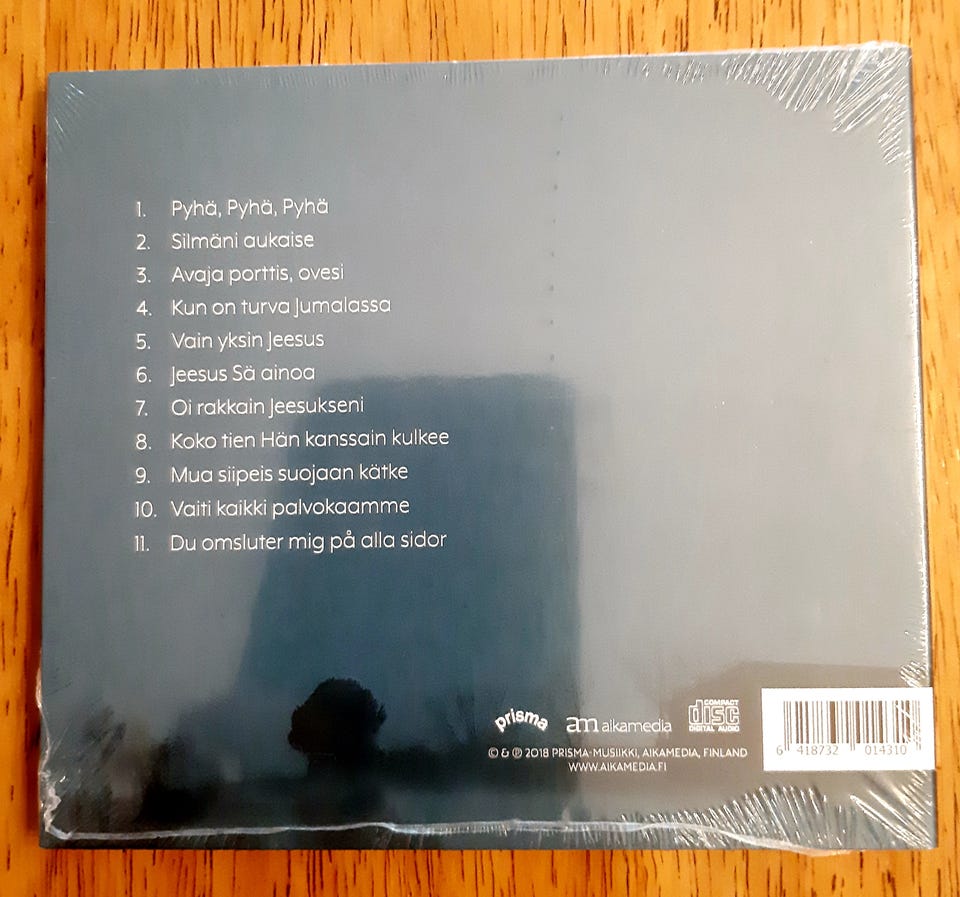 1. Pyhä, Pyhä, Pyhä
2. Silmäni aukaise
3. Avaja porttis, ovesi
4. Kun on turva Jumalassa
5. Vain yksin Jeesus
6. Jeesus Sä ainoa
7. Oi rakkain Jeesukseni
8. Koko tien Hän kanssain kulkee
9. Mua siipeis suojaan kätke
10. Vaiti kaikki palvokaamme
11. Du omsluter mig på alla sidor
prisma am aikamedia COMPACT disc DIGITAL AUDIO
© & ℗ 2018 PRISMA-MUSIIKKI, AIKAMEDIA, FINLAND
WWW.AIKAMEDIA.FI
6 418732 014310